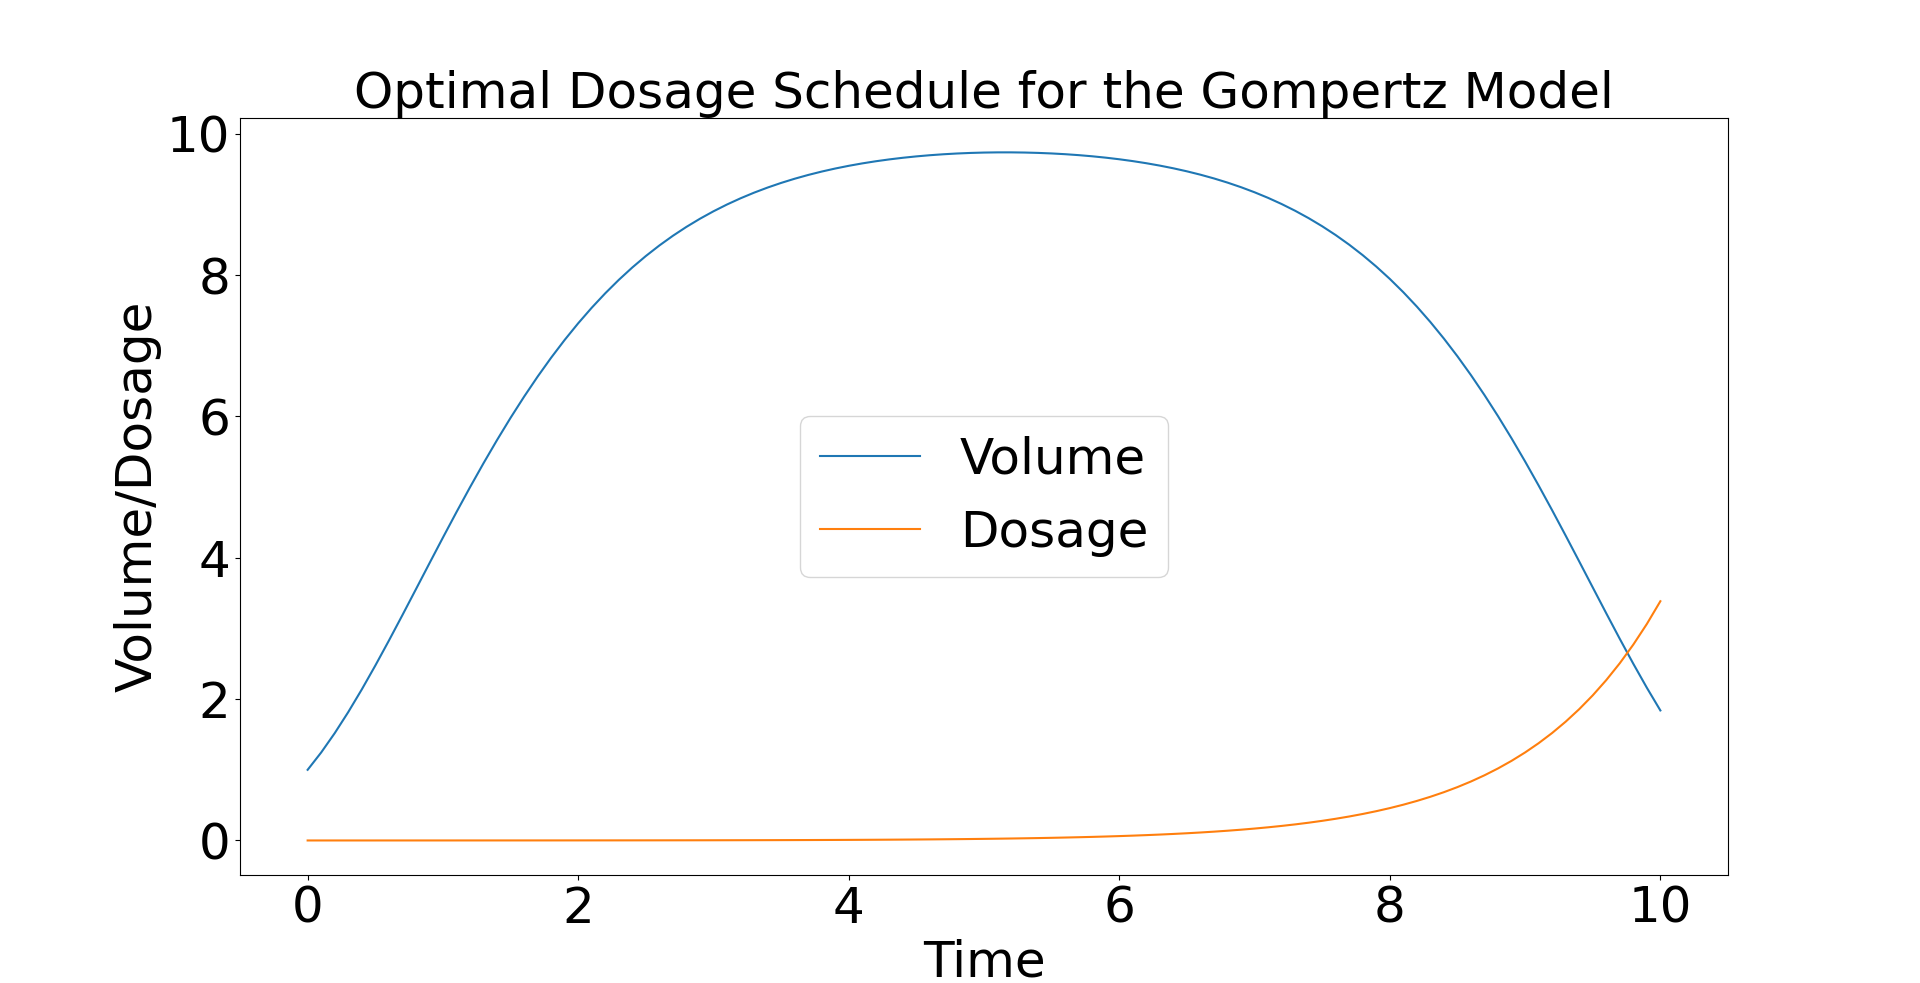 Optimal Dosage Schedule for the Gompertz Model
10
8
6
4
2
0
Volume/Dosage
Volume
Dosage
0 2 4 6 8 10
Time